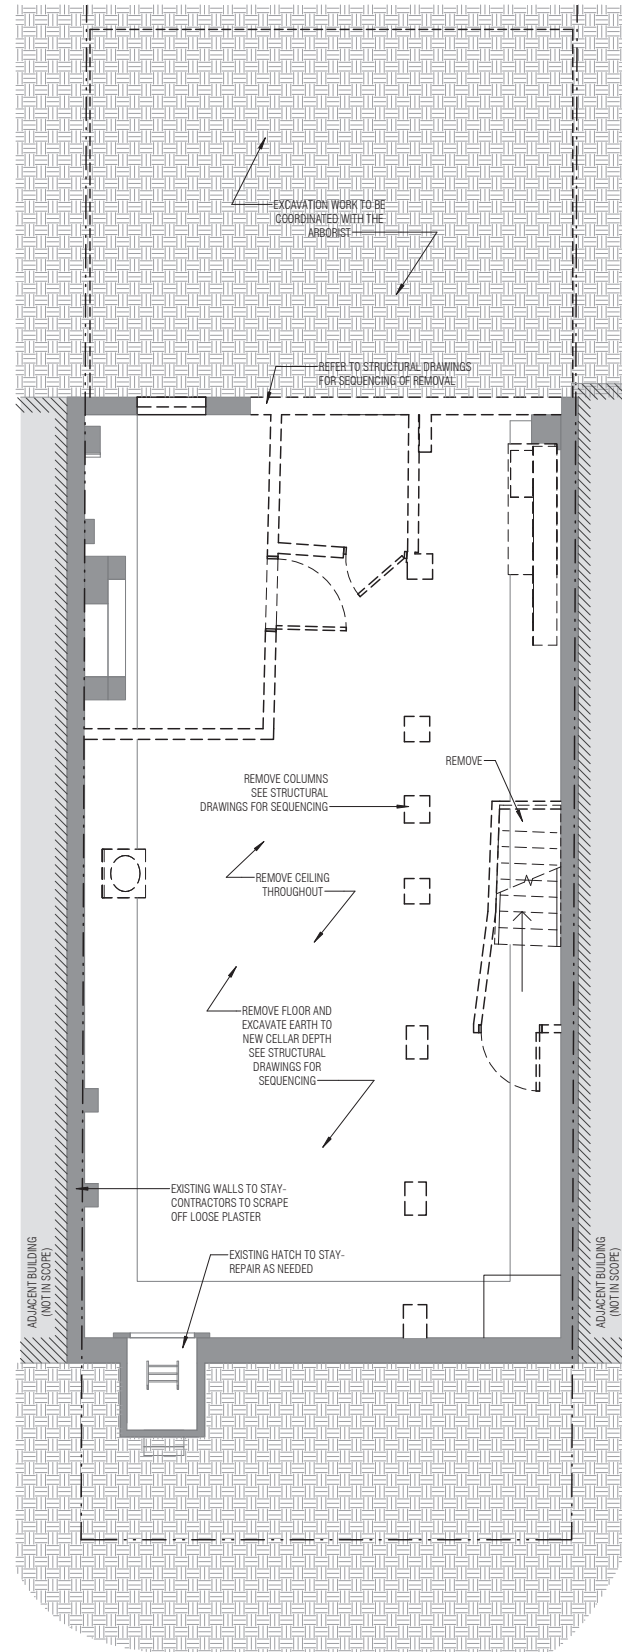 EXCAVATION WORK TO BE
COORDINATED WITH THE
ARBORIST
REFER TO STRUCTURAL DRAWINGS
FOR SEQUENCING OF REMOVAL
REMOVE
REMOVE COLUMNS
SEE STRUCTURAL
DRAWINGS FOR SEQUENCING
REMOVE CEILING
THROUGHOUT
REMOVE FLOOR AND
EXCAVATE EARTH TO
NEW CELLAR DEPTH
SEE STRUCTURAL
DRAWINGS FOR
SEQUENCING
EXISTING WALLS TO STAY-
CONTRACTORS TO SCRAPE
OFF LOOSE PLASTER
EXISTING HATCH TO STAY-
REPAIR AS NEEDED
ADJACENT BUILDING
(NOT IN SCOPE)
ADJACENT BUILDING
(NOT IN SCOPE)